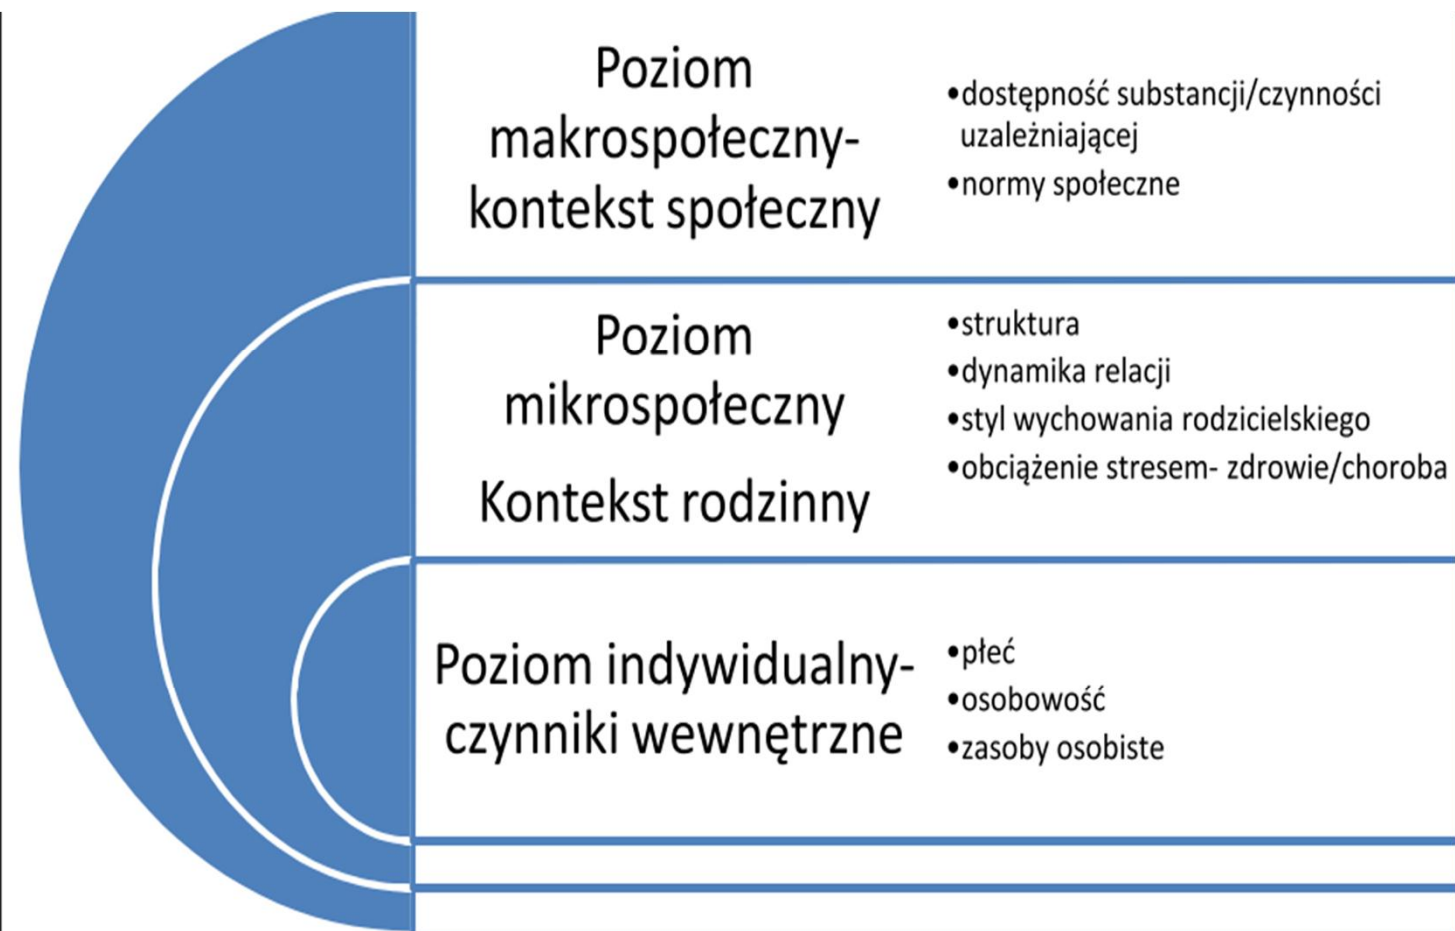 Poziom
makrospołeczny-
kontekst społeczny
•dostępność substancji/czynności
uzależniającej
•normy społeczne
Poziom
mikrospołeczny
Kontekst rodzinny
•struktura
•dynamika relacji
•styl wychowania rodzicielskiego
•obciążenie stresem- zdrowie/choroba
Poziom indywidualny-
czynniki wewnętrzne
•płeć
•osobowość
•zasoby osobiste